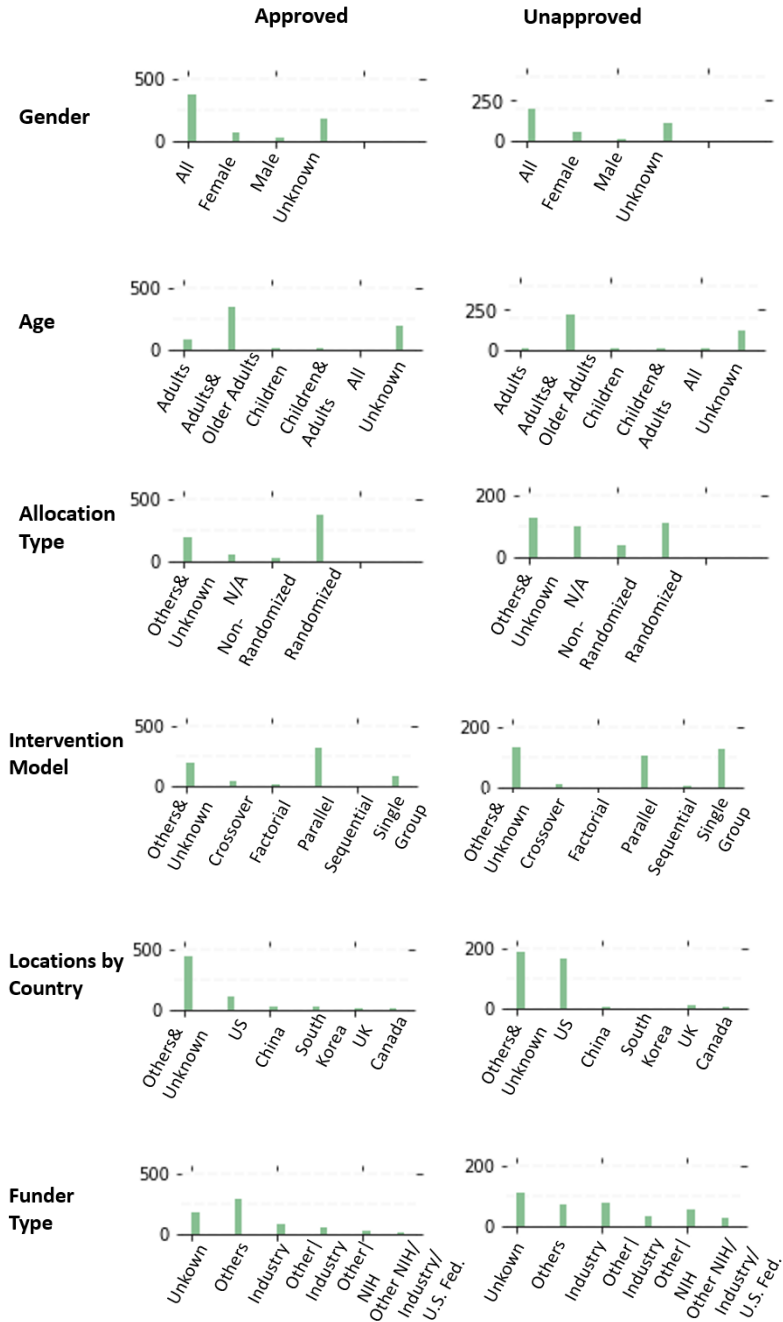 Approved Unapproved
Gender
500
0
All Female Male Unknown
250
0
All Female Male Unknown
Age
500
0
Adults
Adults&
Older Adults
Children
Children&
Adults
All
Unknown
250
0
Adults
Adults&
Older Adults
Children
Children&
Adults
All
Unknown
Allocation
Type
500
0
Others&
Unknown
N/A
Non-
Randomized
Randomized
200
0
Others&
Unknown
N/A
Non-
Randomized
Randomized
Intervention
Model
500
0
Others&
Unknown
Crossover
Factorial
Parallel
Sequential
Single
Group
200
0
Others&
Unknown
Crossover
Factorial
Parallel
Sequential
Single
Group
Locations by
Country
500
0
Others&
Unknown
US
China
South
Korea
UK
Canada
200
0
Others&
Unknown
US
China
South
Korea
UK
Canada
Funder
Type
500
0
Unkown
Others
Industry
Other|
Industry
Other|
NIH
Other NIH/
Industry/
U.S. Fed.
200
0
Unkown
Others
Industry
Other|
Industry
Other|
NIH
Other NIH/
Industry/
U.S. Fed.